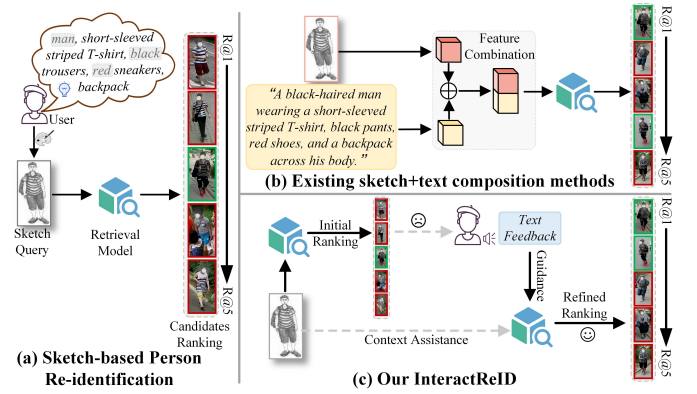 man, short-sleeved
striped T-shirt, black
trousers, red sneakers,
backpack
User
Sketch
Query
Retrieval
Model
R@1
R@5
Candidates
Ranking
(a) Sketch-based Person
Re-identification
Feature
Combination
“A black-haired man
wearing a short-sleeved
striped T-shirt, black pants,
red shoes, and a backpack
across his body.”
R@1
R@5
(b) Existing sketch+text composition methods
Initial
Ranking
Text
Feedback
Guidance
Refined
Ranking
Context Assistance
R@1
R@5
(c) Our InteractReID